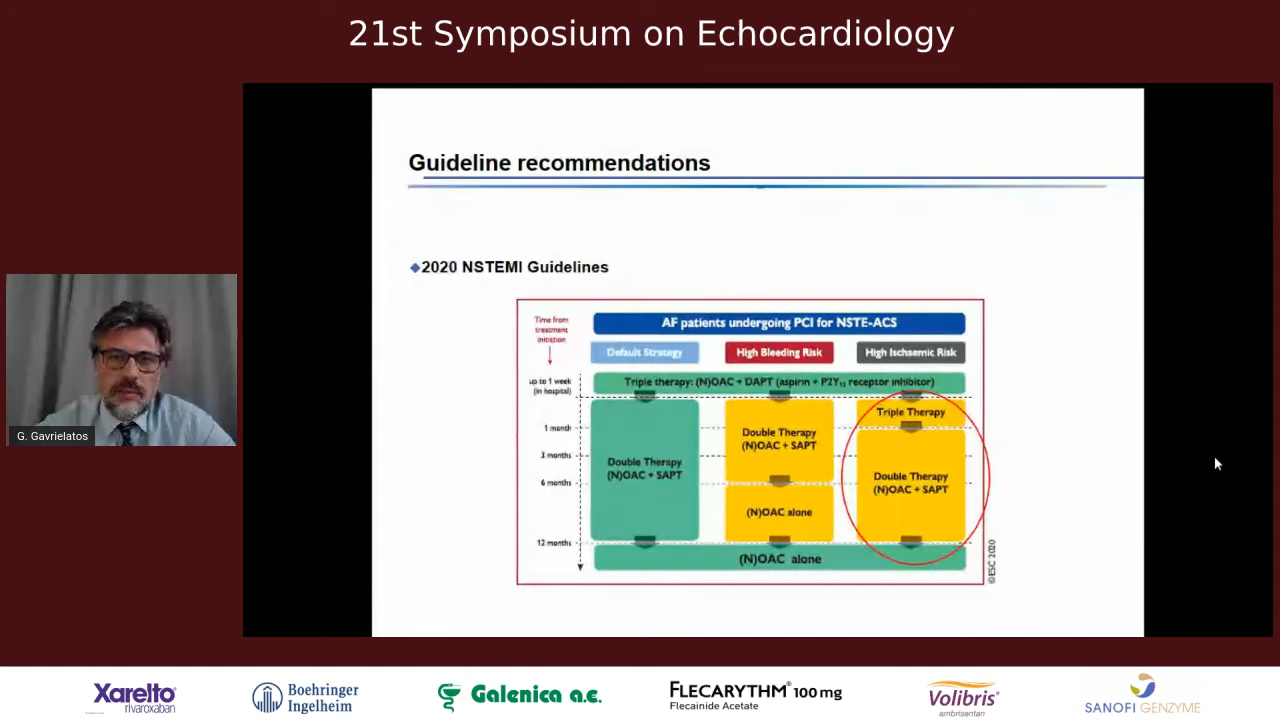 21st Symposium on Echocardiology
Guideline recommendations
2020 NSTEMI Guidelines
Time from
treatment
initiation
AF patients undergoing PCI for NSTE-ACS
Default Strategy
High Bleeding Risk
High Ischaemic Risk
up to 1 week
(in hospital)
Triple therapy: (N)OAC + DAPT (aspirin + P2Y₁₂ receptor inhibitor)
1 month
3 months
6 months
12 months
Double Therapy
(N)OAC + SAPT
Double Therapy
(N)OAC + SAPT
(N)OAC alone
Triple Therapy
Double Therapy
(N)OAC + SAPT
(N)OAC alone
©ESC 2020
G. Gavrielatos
Xarelto®
rivaroxaban
Boehringer
Ingelheim
Galenica a.e.
FLECARYTHM® 100 mg
Flecainide Acetate
Volibris®
ambrisentan
SANOFI GENZYME